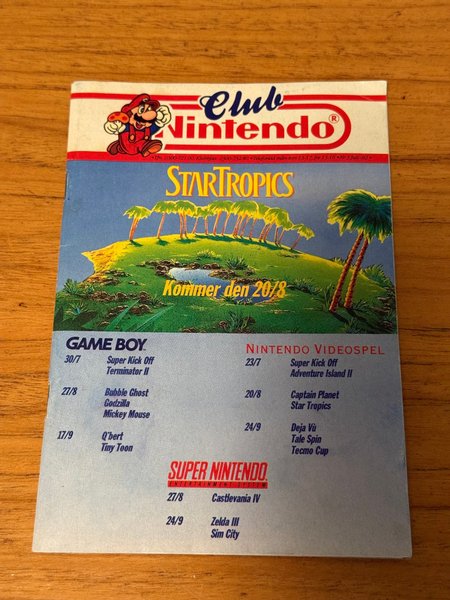 Club
Nintendo®
STARTROPICS
Kommer den 20/8
GAME BOY
30/7 Super Kick Off
Terminator II
27/8 Bubble Ghost
Godzilla
Mickey Mouse
17/9 Q'bert
Tiny Toon
NINTENDO VIDEOSPEL
23/7 Super Kick Off
Adventure Island II
20/8 Captain Planet
Star Tropics
24/9 Deja Vù
Tale Spin
Tecmo Cup
SUPER NINTENDO
ENTERTAINMENT SYSTEM
27/8 Castlevania IV
24/9 Zelda III
Sim City